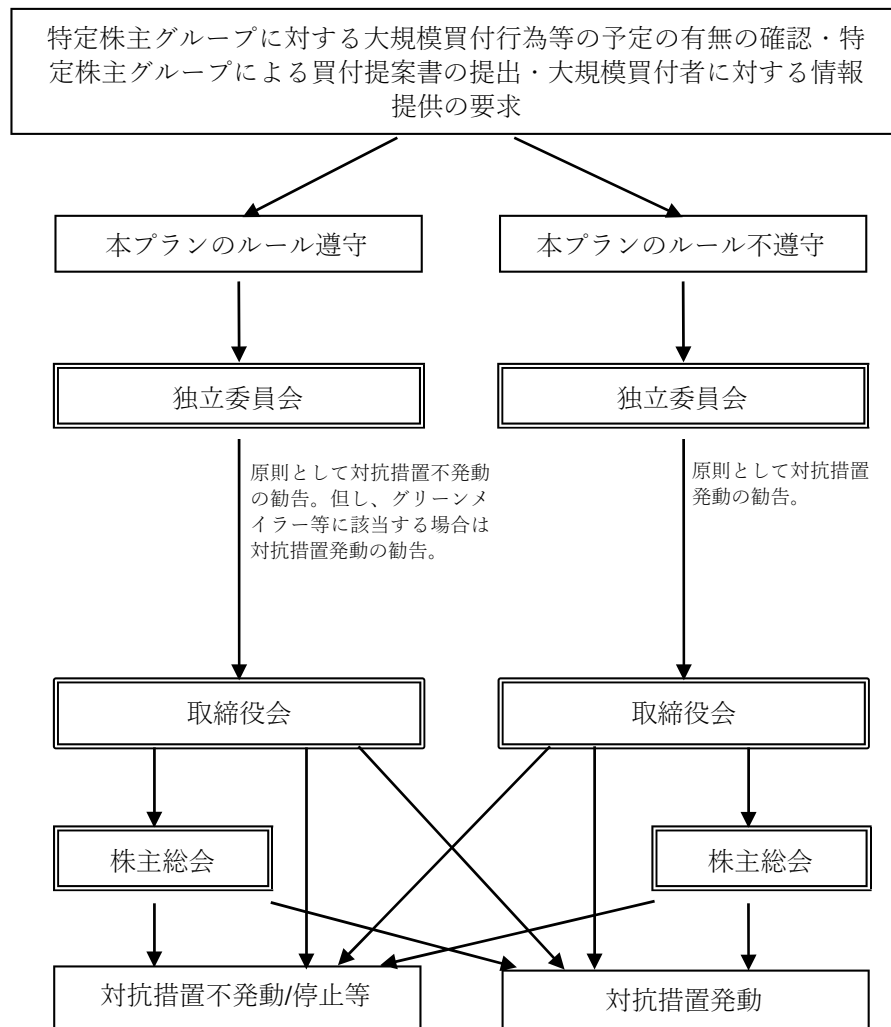 特定株主グループに対する大規模買付行為等の予定の有無の確認・特
定株主グループによる買付提案書の提出・大規模買付者に対する情報
提供の要求
本プランのルール遵守
本プランのルール不遵守
独立委員会
独立委員会
原則として対抗措置不発動
の勧告。但し、グリーンメ
イラー等に該当する場合は
対抗措置発動の勧告。
原則として対抗措置
発動の勧告。
取締役会
取締役会
株主総会
株主総会
対抗措置不発動/停止等
対抗措置発動